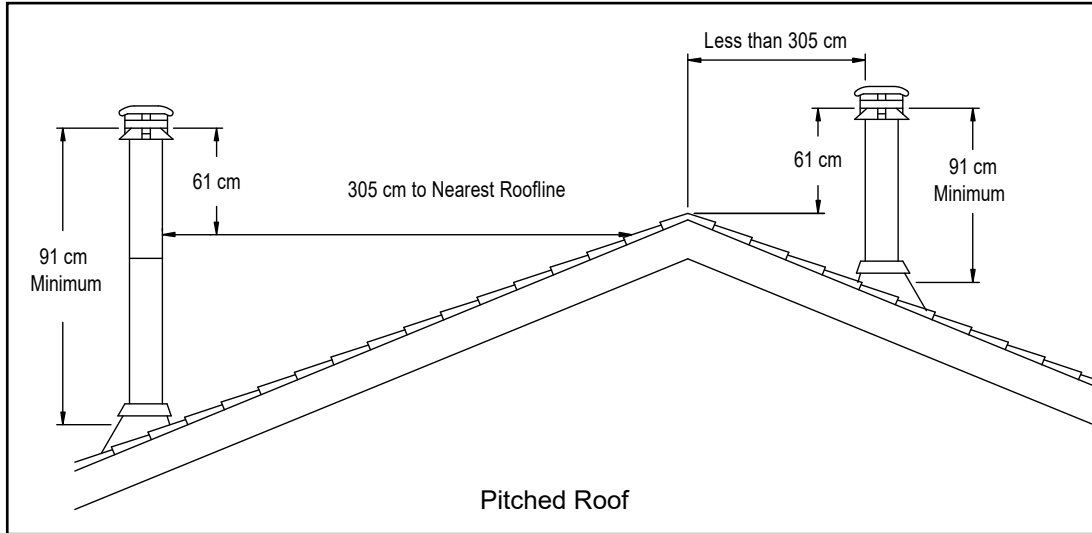 Less than 305 cm
61 cm
305 cm to Nearest Roofline
61 cm
91 cm
Minimum
91 cm
Minimum
Pitched Roof